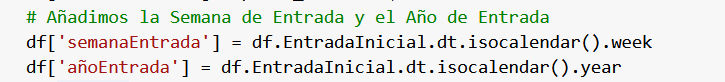 # Añadimos la Semana de Entrada y el Año de Entrada
df['semanaEntrada'] = df.EntradaInicial.dt.isocalendar().week
df['añoEntrada'] = df.EntradaInicial.dt.isocalendar().year